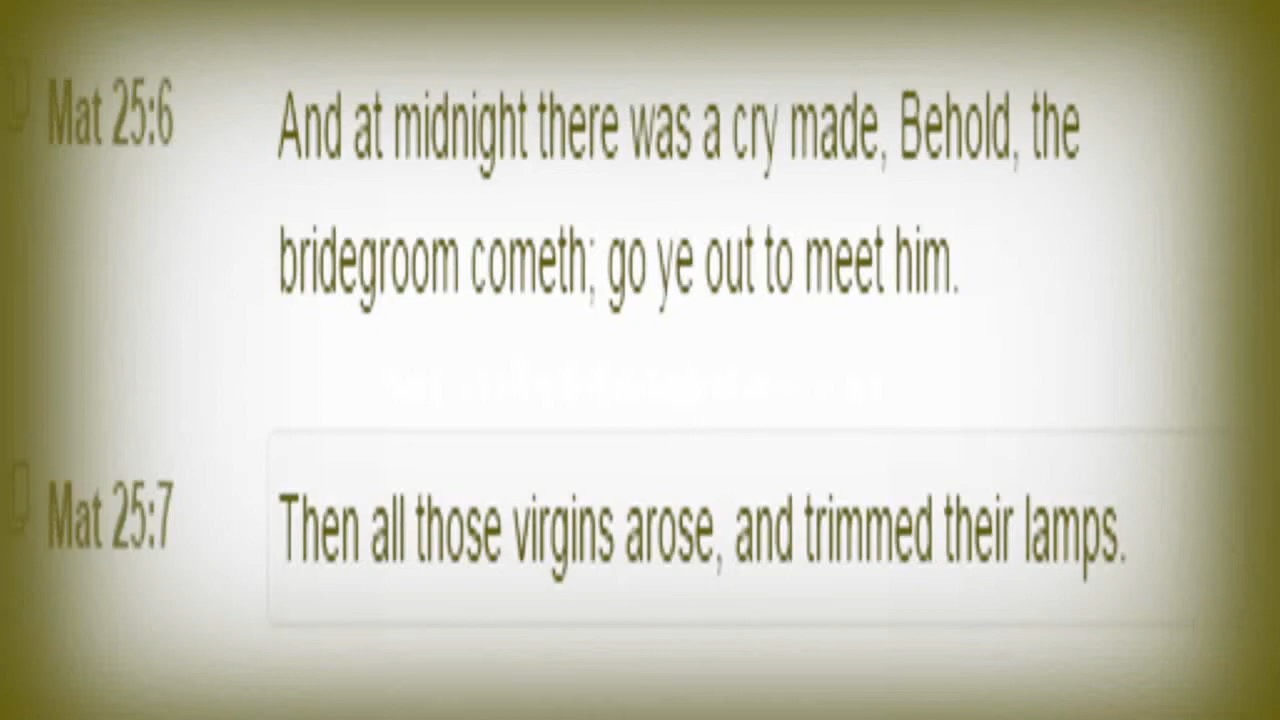 Mat 25:6 And at midnight there was a cry made, Behold, the
bridegroom cometh; go ye out to meet him.
Mat 25:7 Then all those virgins arose, and trimmed their lamps.